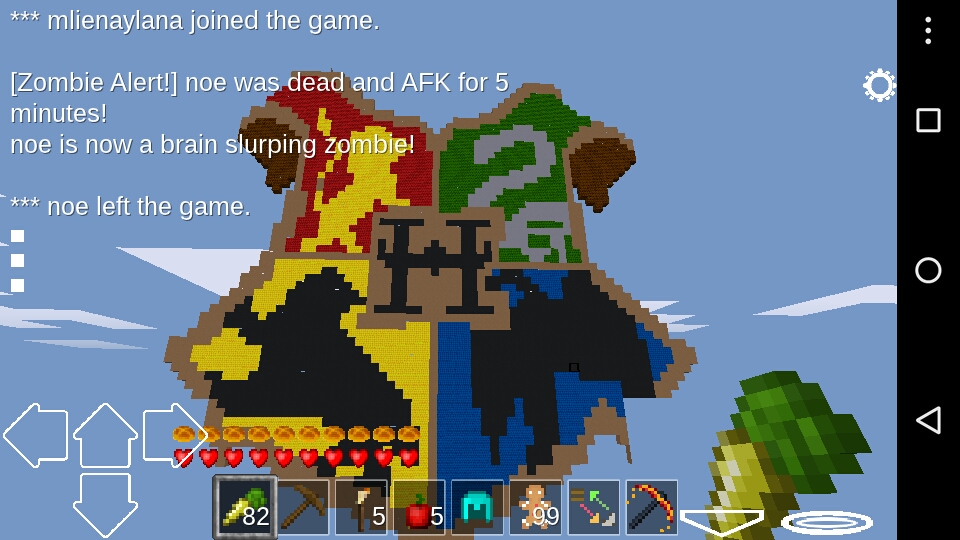 *** mlienaylana joined the game.
[Zombie Alert!] noe was dead and AFK for 5
minutes!
noe is now a brain slurping zombie!
*** noe left the game.
H
82
5
5
99